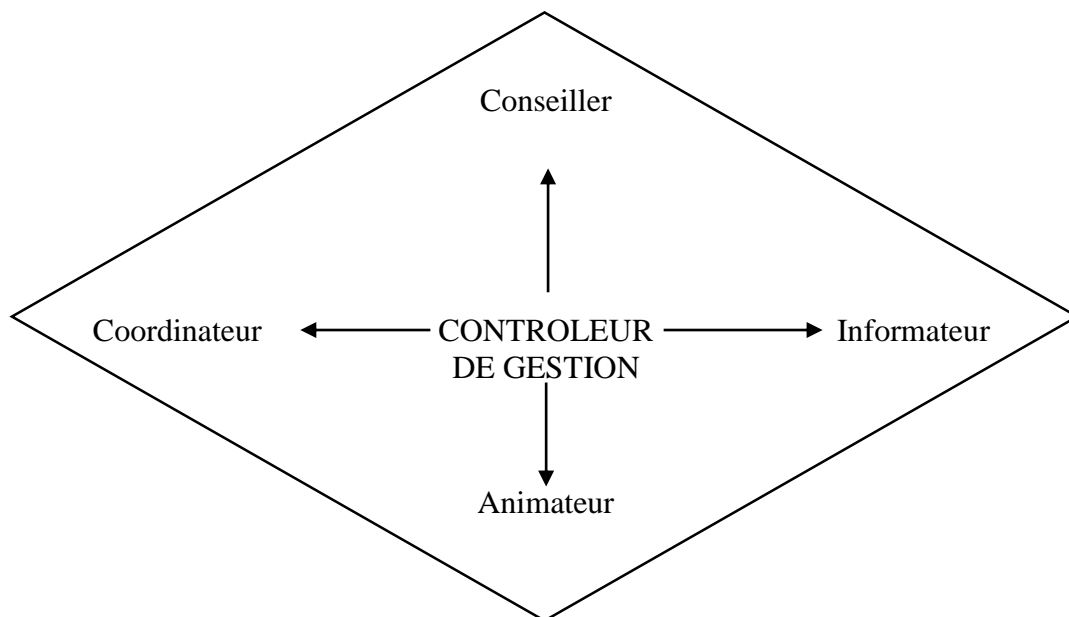 Conseiller
Coordinateur
CONTROLEUR
DE GESTION
Informateur
Animateur